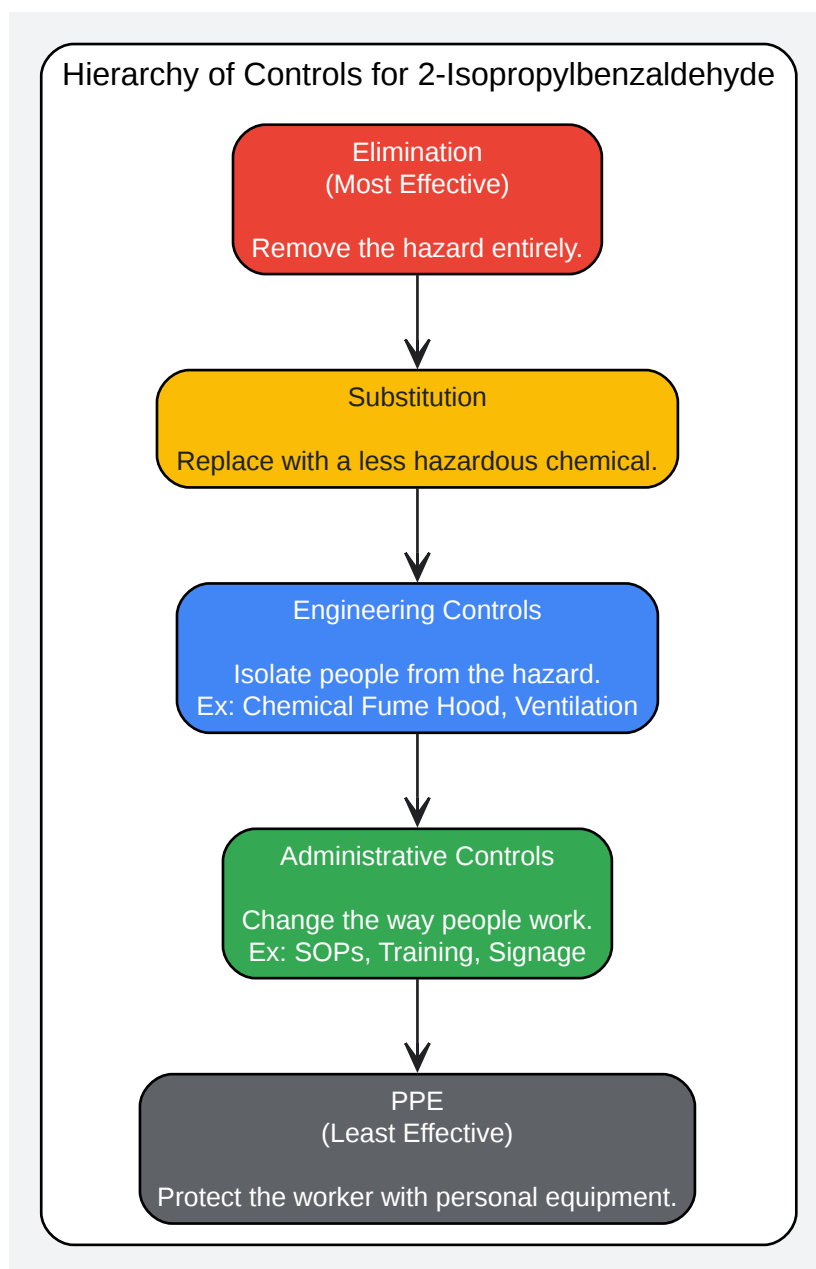 Hierarchy of Controls for 2-Isopropylbenzaldehyde
Elimination
(Most Effective)
Remove the hazard entirely.
Substitution
Replace with a less hazardous chemical.
Engineering Controls
Isolate people from the hazard.
Ex: Chemical Fume Hood, Ventilation
Administrative Controls
Change the way people work.
Ex: SOPs, Training, Signage
PPE
(Least Effective)
Protect the worker with personal equipment.